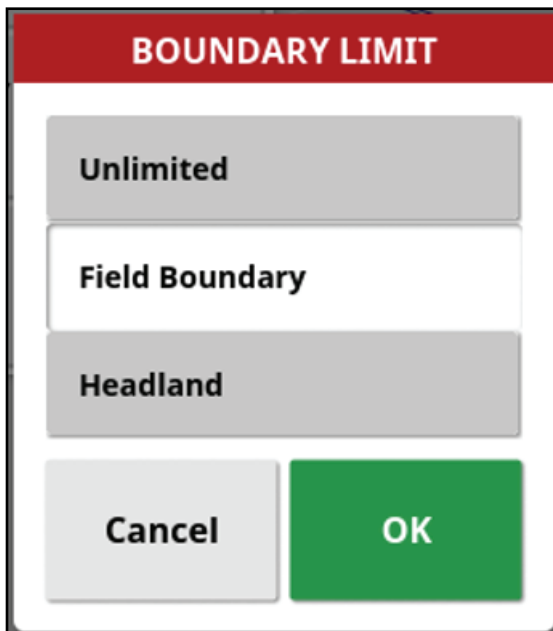 BOUNDARY LIMIT
Unlimited
Field Boundary
Headland
Cancel
OK